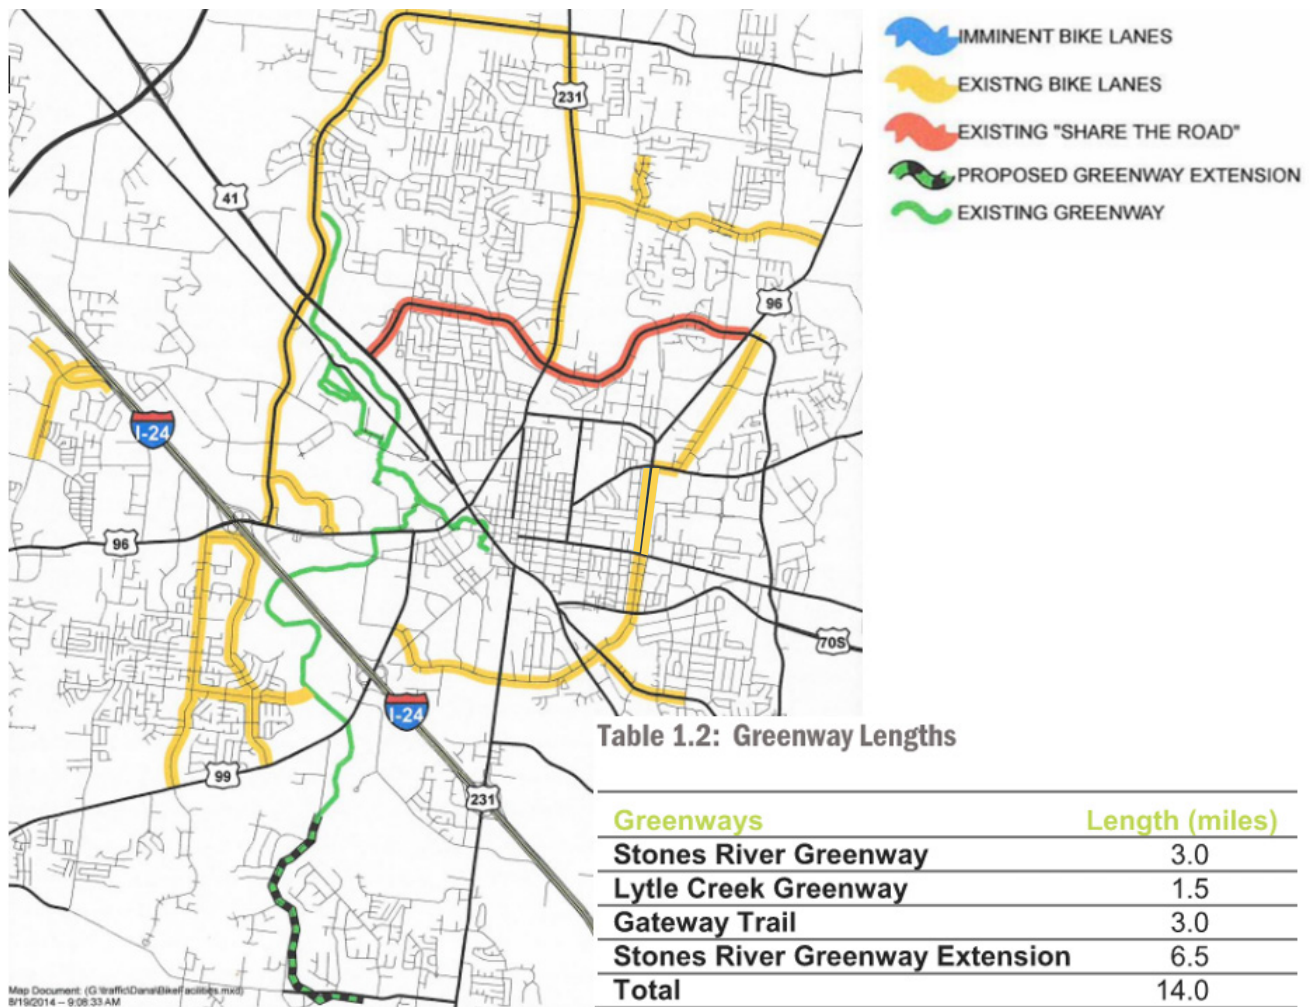 IMMINENT BIKE LANES
EXISTNG BIKE LANES
EXISTING "SHARE THE ROAD"
PROPOSED GREENWAY EXTENSION
EXISTING GREENWAY
231
41
96
I-24
96
70S
I-24
99
231
Table 1.2: Greenway Lengths
Greenways Length (miles)
Stones River Greenway 3.0
Lytle Creek Greenway 1.5
Gateway Trail 3.0
Stones River Greenway Extension 6.5
Total 14.0
Map Document: (G:\traffic\Dana\BikeFacilities.mxd)
8/19/2014 -- 9:08:33 AM